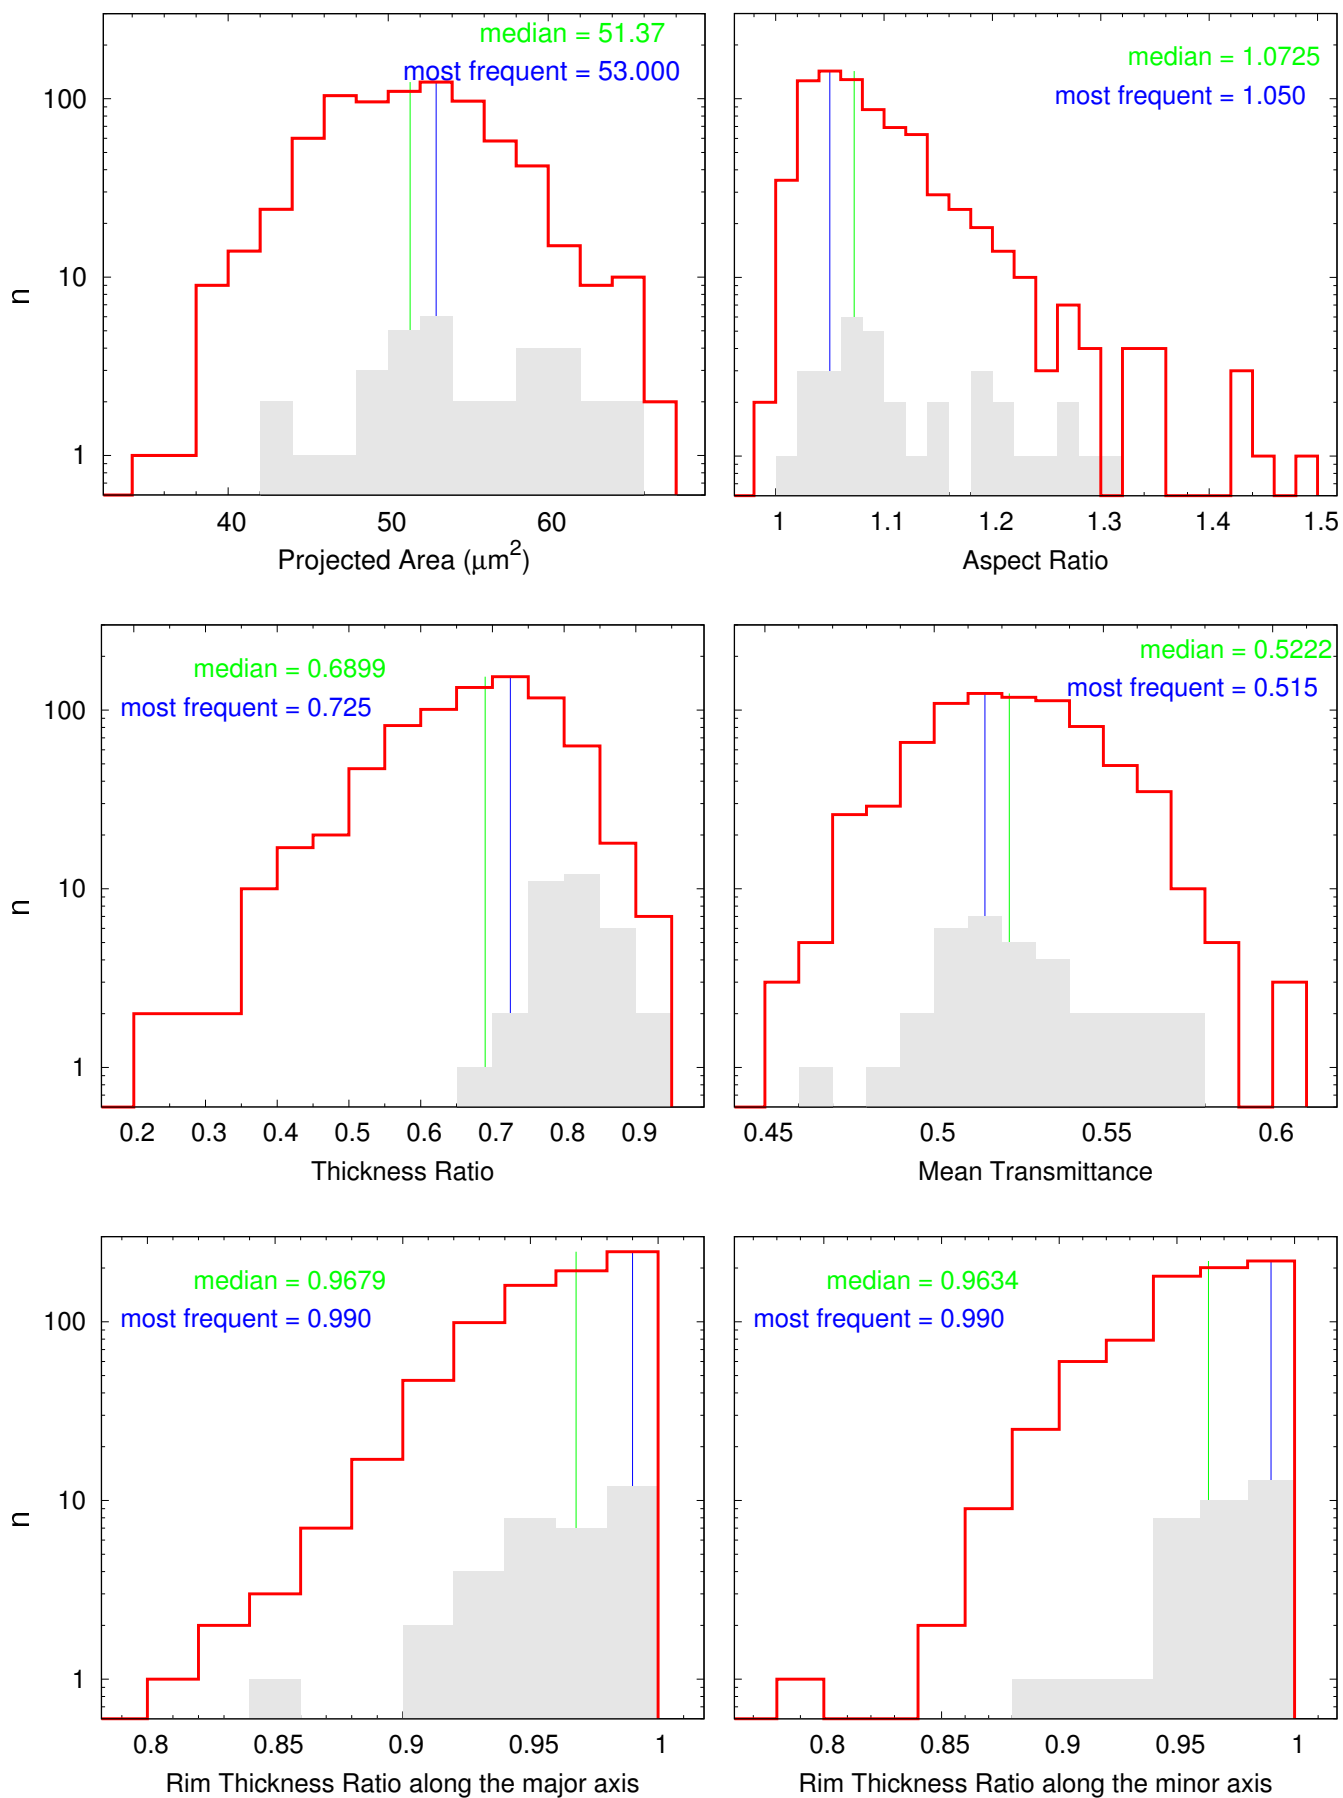 median = 51.37
most frequent = 53.000
100
10
1
n
40 50 60
Projected Area (μm2)
median = 1.0725
most frequent = 1.050
1 1.1 1.2 1.3 1.4 1.5
Aspect Ratio
median = 0.6899
most frequent = 0.725
100
10
1
n
0.2 0.3 0.4 0.5 0.6 0.7 0.8 0.9
Thickness Ratio
median = 0.5222
most frequent = 0.515
0.45 0.5 0.55 0.6
Mean Transmittance
median = 0.9679
most frequent = 0.990
100
10
1
n
0.8 0.85 0.9 0.95 1
Rim Thickness Ratio along the major axis
median = 0.9634
most frequent = 0.990
0.8 0.85 0.9 0.95 1
Rim Thickness Ratio along the minor axis